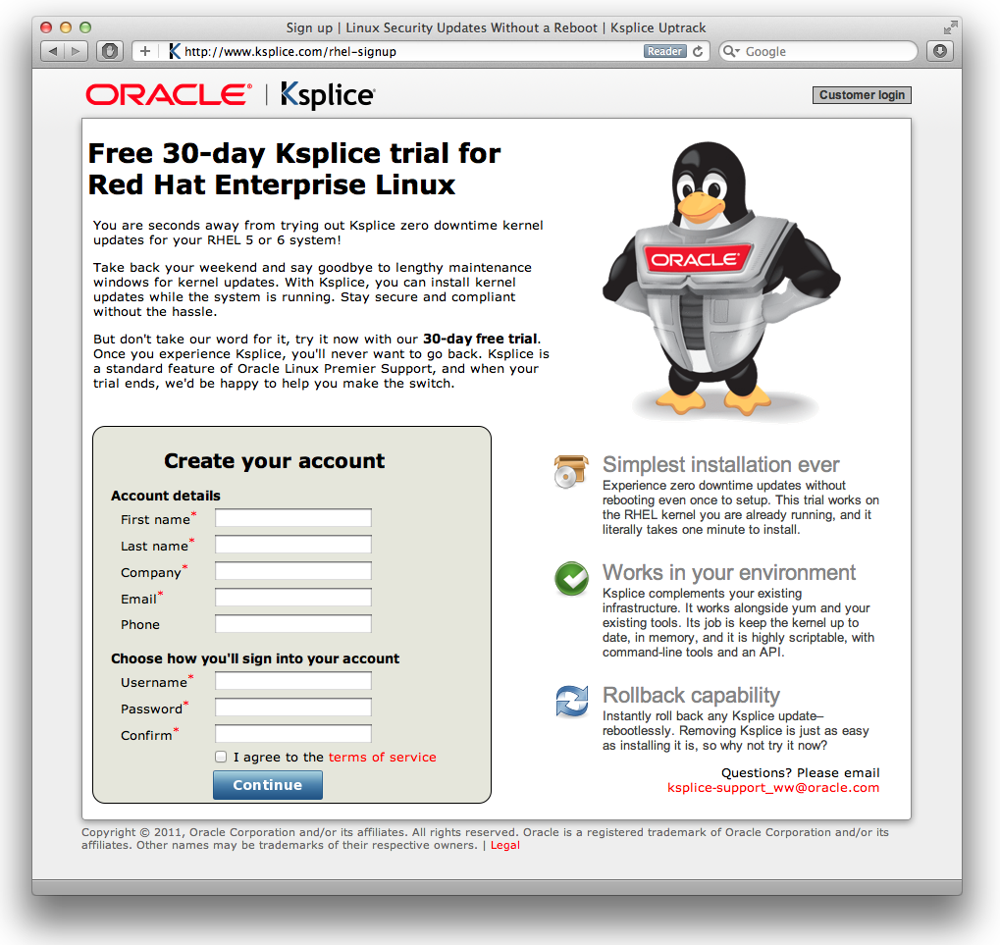 Sign up | Linux Security Updates Without a Reboot | Ksplice Uptrack
http://www.ksplice.com/rhel-signup
Reader
Google
ORACLE® | Ksplice®
Customer login
Free 30-day Ksplice trial for
Red Hat Enterprise Linux
You are seconds away from trying out Ksplice zero downtime kernel
updates for your RHEL 5 or 6 system!
Take back your weekend and say goodbye to lengthy maintenance
windows for kernel updates. With Ksplice, you can install kernel
updates while the system is running. Stay secure and compliant
without the hassle.
But don't take our word for it, try it now with our 30-day free trial.
Once you experience Ksplice, you'll never want to go back. Ksplice is
a standard feature of Oracle Linux Premier Support, and when your
trial ends, we'd be happy to help you make the switch.
ORACLE®
Create your account
Account details
First name*
Last name*
Company*
Email*
Phone
Choose how you'll sign into your account
Username*
Password*
Confirm*
I agree to the terms of service
Continue
Simplest installation ever
Experience zero downtime updates without
rebooting even once to setup. This trial works on
the RHEL kernel you are already running, and it
literally takes one minute to install.
Works in your environment
Ksplice complements your existing
infrastructure. It works alongside yum and your
existing tools. Its job is keep the kernel up to
date, in memory, and it is highly scriptable, with
command-line tools and an API.
Rollback capability
Instantly roll back any Ksplice update–
rebootlessly. Removing Ksplice is just as easy
as installing it is, so why not try it now?
Questions? Please email
ksplice-support_ww@oracle.com
Copyright © 2011, Oracle Corporation and/or its affiliates. All rights reserved. Oracle is a registered trademark of Oracle Corporation and/or its
affiliates. Other names may be trademarks of their respective owners. | Legal